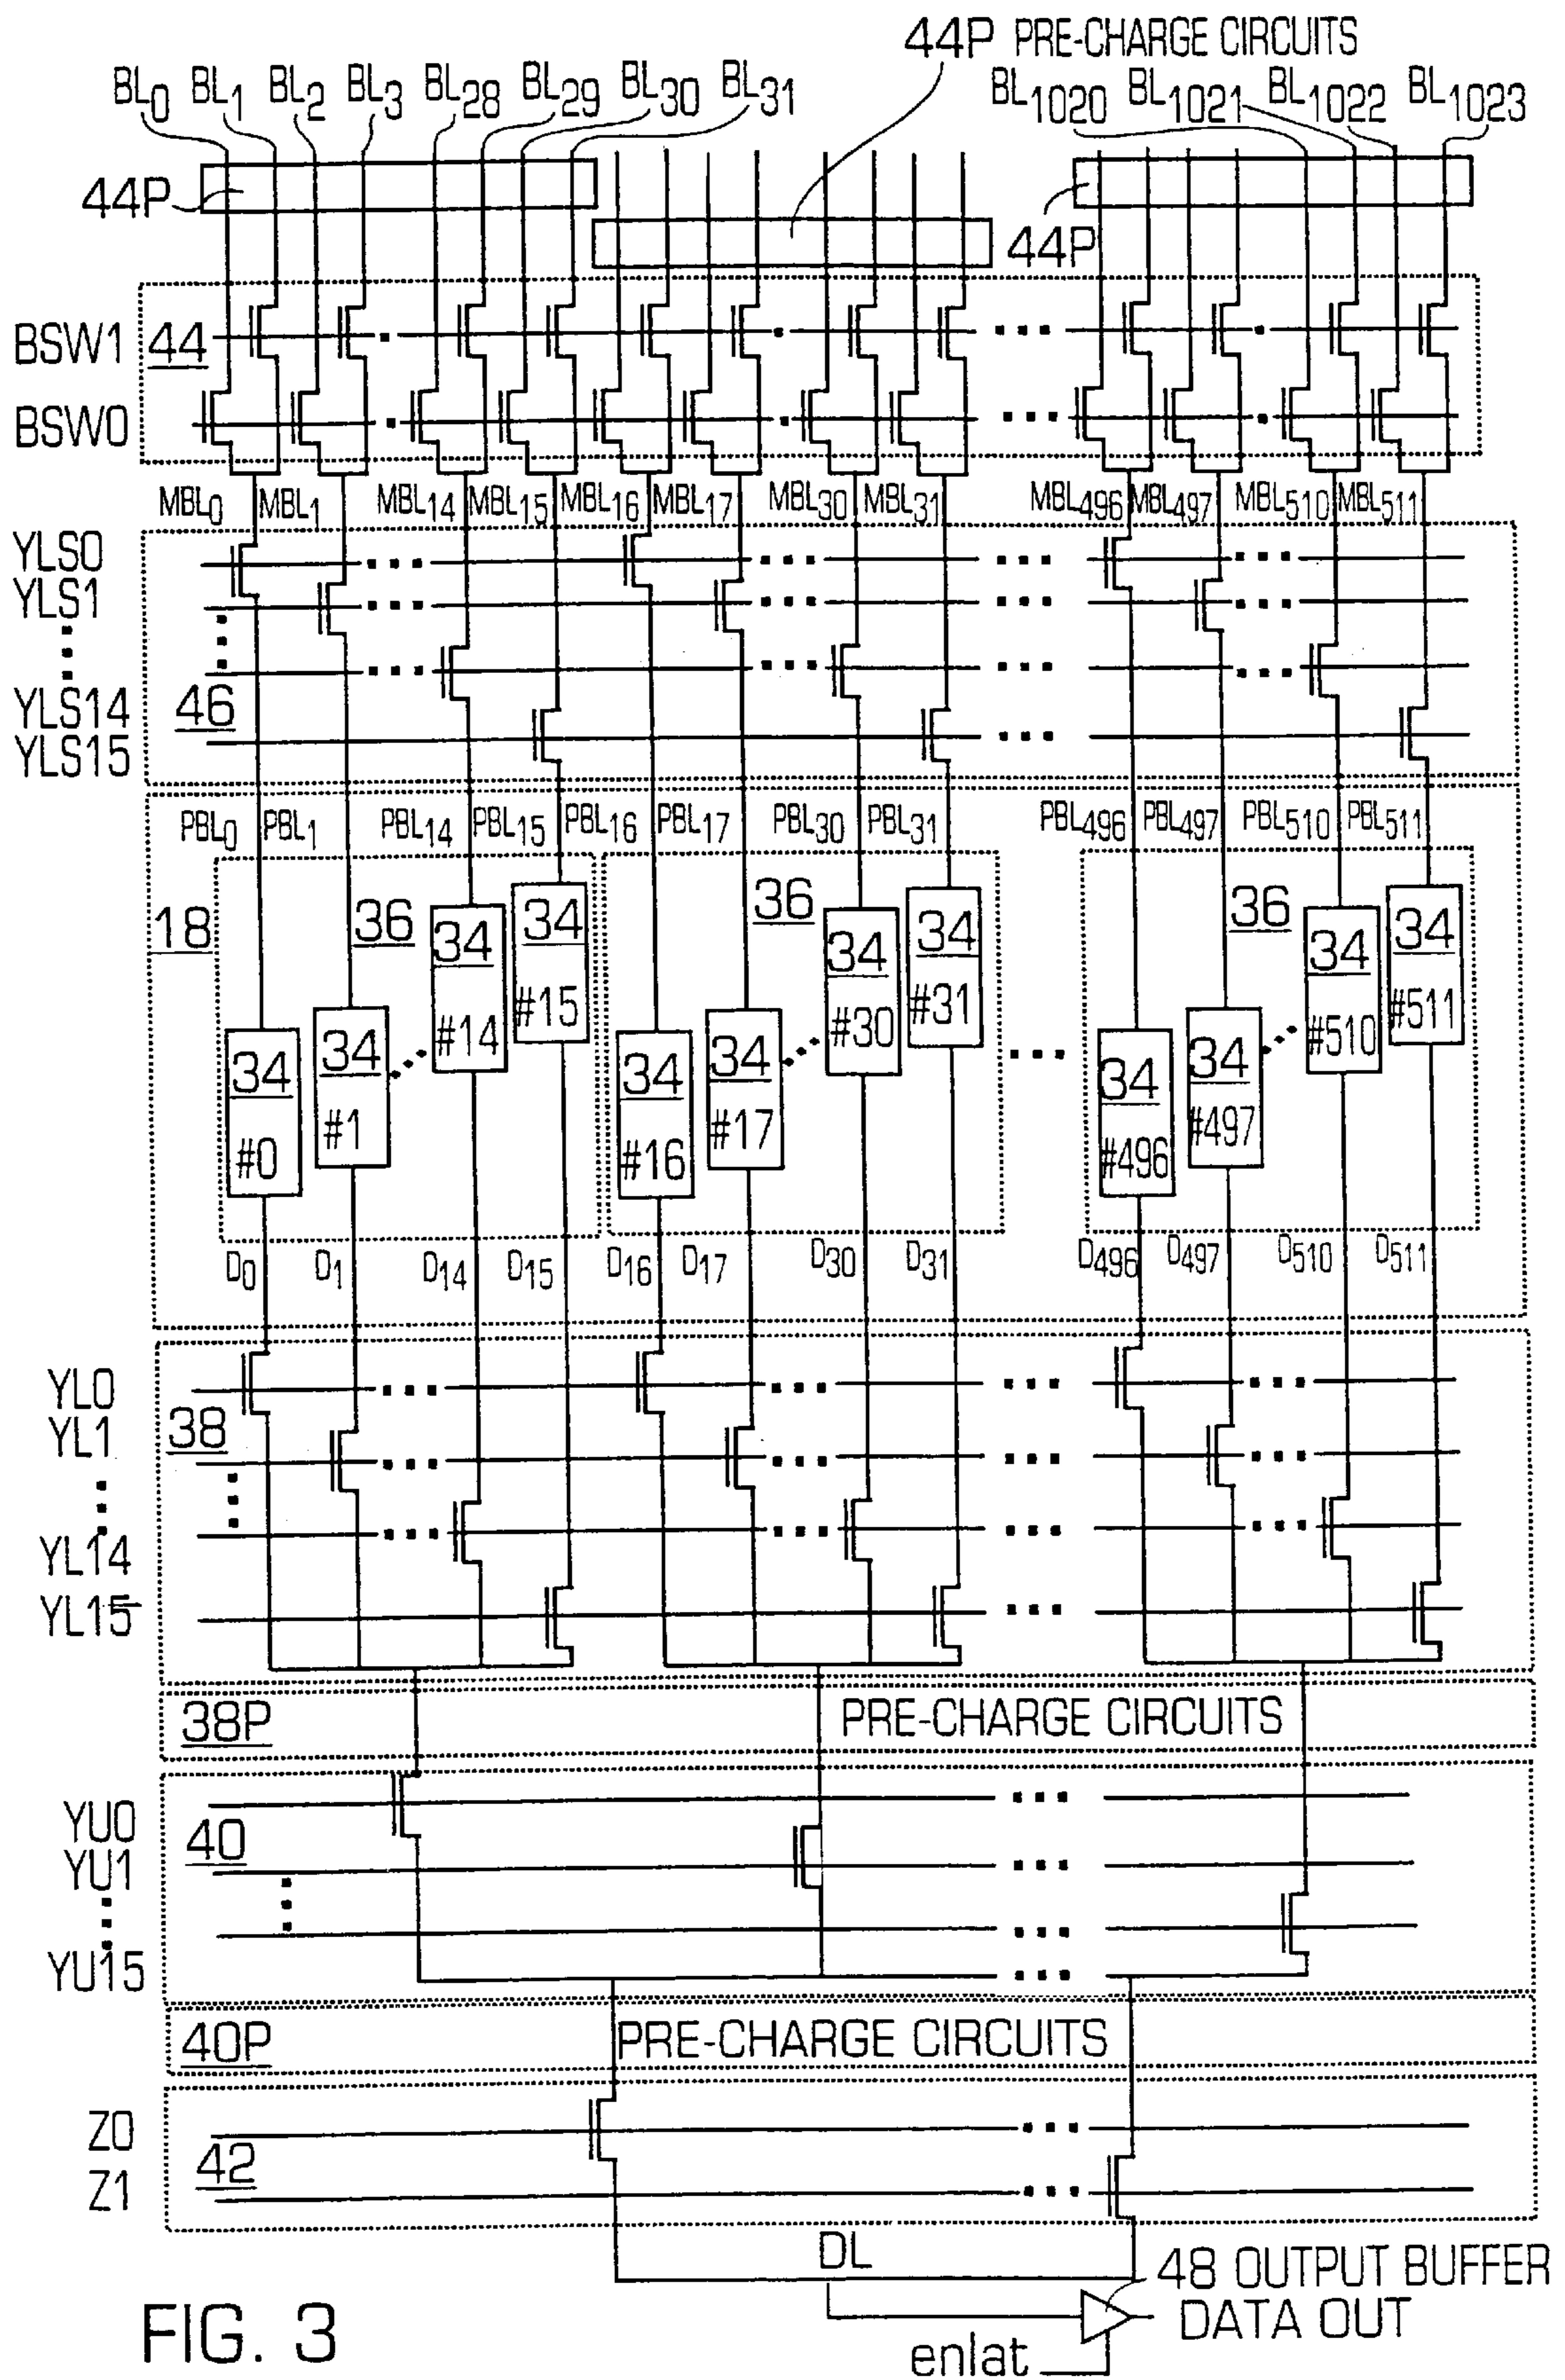 44P PRE-CHARGE CIRCUITS
BL0 BL1 BL2 BL3 BL28 BL29 BL30 BL31 BL1020 BL1021 BL1022 BL1023
44P
44P
BSW1 44
BSW0
MBL0 MBL1 MBL14 MBL15 MBL16 MBL17 MBL30 MBL31 MBL496 MBL497 MBL510 MBL511
YLS0
YLS1
YLS14 46
YLS15
PBL0 PBL1 PBL14 PBL15 PBL16 PBL17 PBL30 PBL31 PBL496 PBL497 PBL510 PBL511
18 36 36 36
34 #0 34 #1 34 #14 34 #15 34 #16 34 #17 34 #30 34 #31 34 #496 34 #497 34 #510 34 #511
D0 D1 D14 D15 D16 D17 D30 D31 D496 D497 D510 D511
YL0
YL1 38
YL14
YL15
38P PRE-CHARGE CIRCUITS
YU0 40
YU1
YU15
40P PRE-CHARGE CIRCUITS
Z0
42
Z1
DL
48 OUTPUT BUFFER
DATA OUT
enlat
FIG. 3